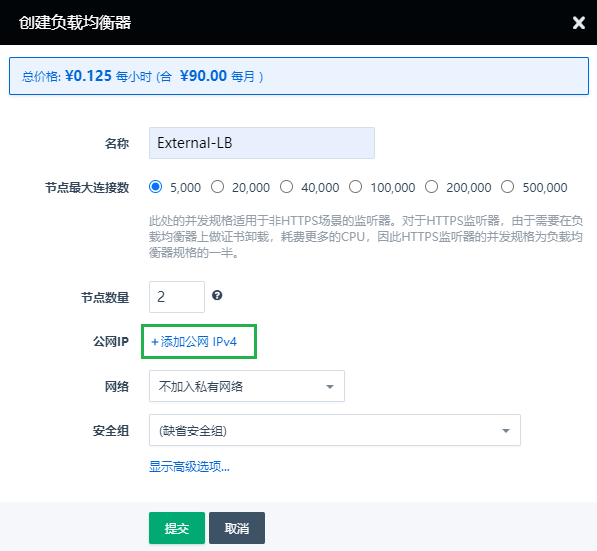 创建负载均衡器
总价格: ¥0.125 每小时 (合 ¥90.00 每月 )
名称 External-LB
节点最大连接数 5,000 20,000 40,000 100,000 200,000 500,000
此处的并发规格适用于非HTTPS场景的监听器。对于HTTPS监听器，由于需要在负
载均衡器上做证书卸载，耗费更多的CPU，因此HTTPS监听器的并发规格为负载均
衡器规格的一半。
节点数量 2
公网IP +添加公网 IPv4
网络 不加入私有网络
安全组 (缺省安全组)
显示高级选项...
提交 取消